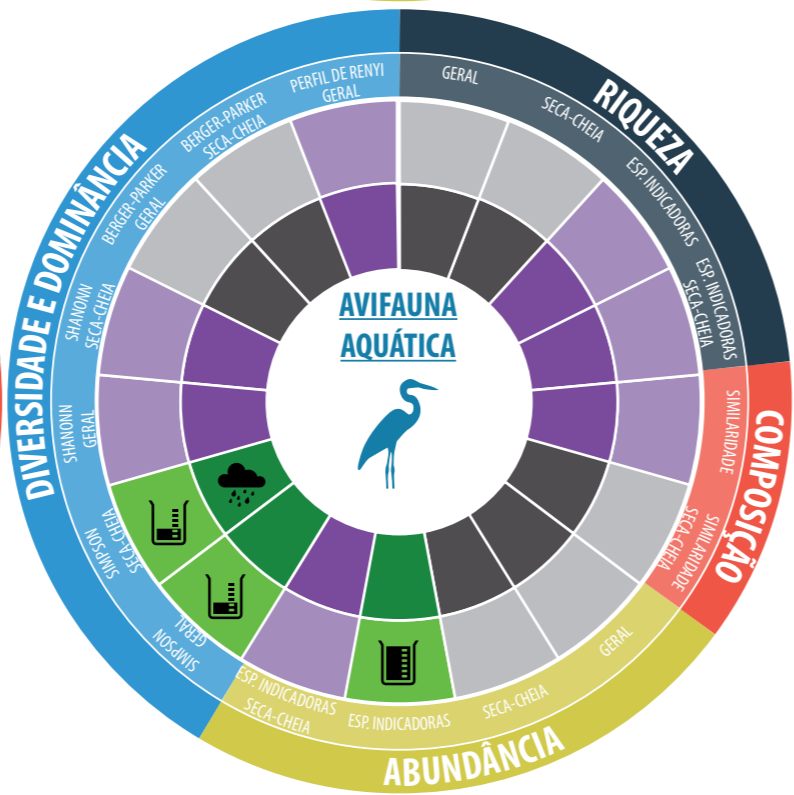 AVIFAUNA
AQUÁTICA
RIQUEZA
GERAL
SECA-CHEIA
ESP. INDICADORAS
ESP. INDICADORAS
SECA-CHEIA
COMPOSIÇÃO
SIMILARIDADE
SIMILARIDADE
SECA-CHEIA
ABUNDÂNCIA
GERAL
SECA-CHEIA
ESP. INDICADORAS
ESP. INDICADORAS
SECA-CHEIA
DIVERSIDADE E DOMINÂNCIA
SIMPSON
GERAL
SIMPSON
SECA-CHEIA
SHANONN
GERAL
SHANONN
SECA-CHEIA
BERGER-PARKER
GERAL
BERGER-PARKER
SECA-CHEIA
PERFIL DE RENYI
GERAL